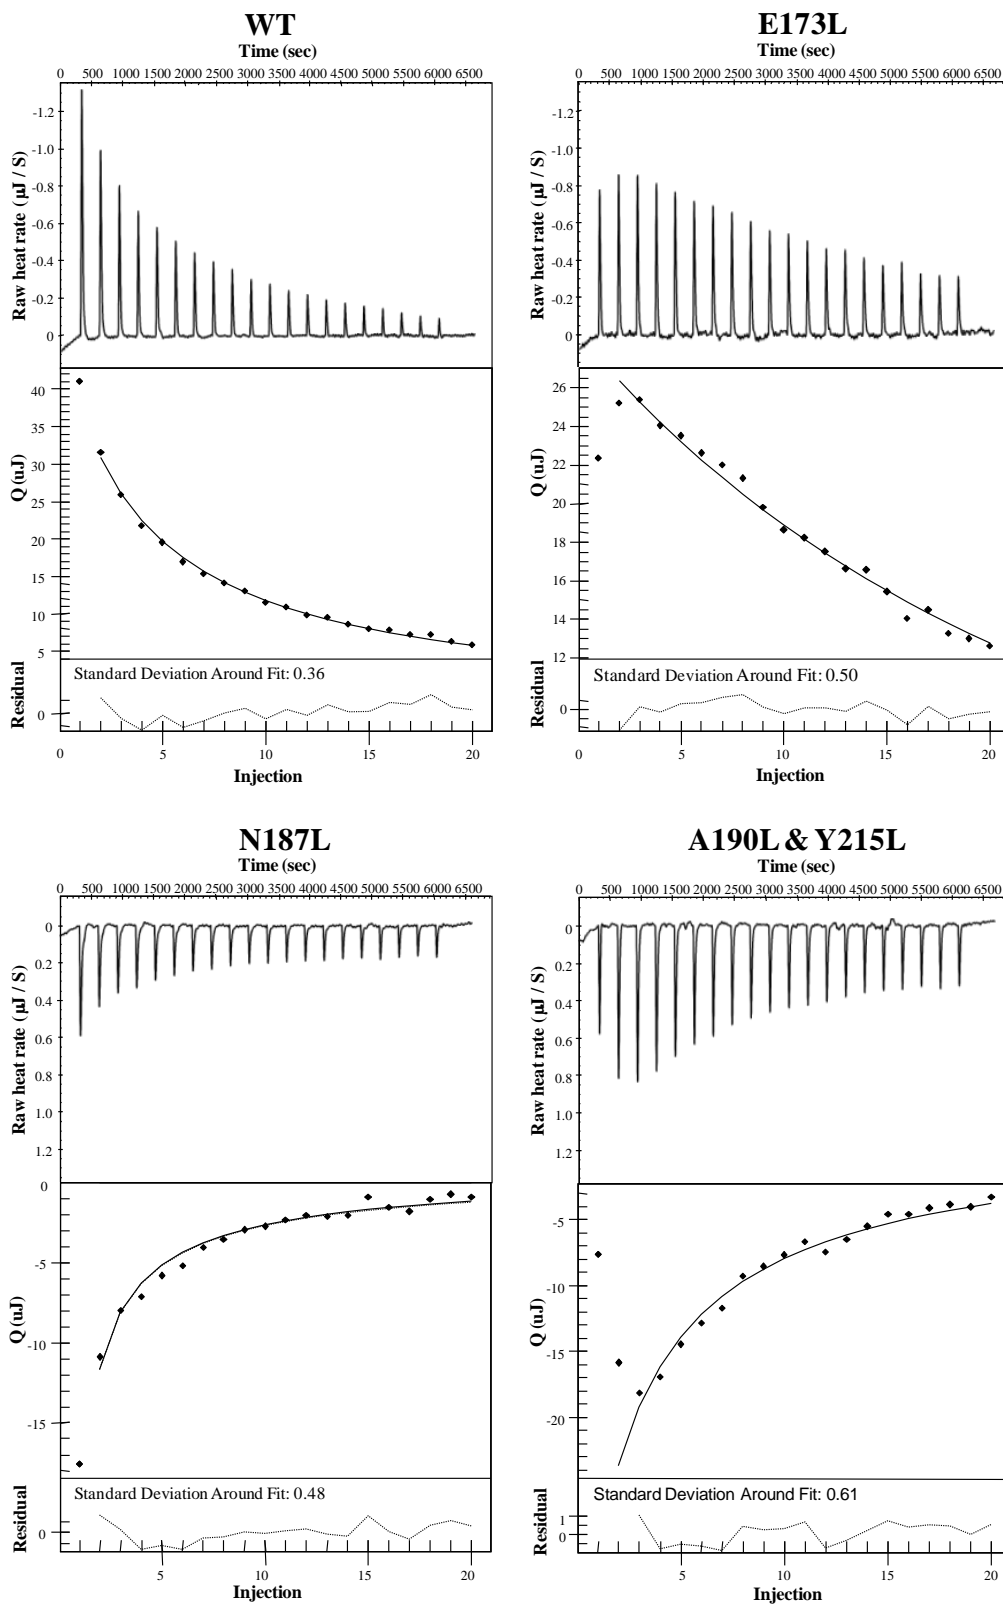 WT
Time (sec)
0 500 1000 1500 2000 2500 3000 3500 4000 4500 5000 5500 6000 6500
Raw heat rate (µJ / S)
-1.2
-1.0
-0.8
-0.6
-0.4
-0.2
0
Q (uJ)
40
35
30
25
20
15
10
5
Residual
Standard Deviation Around Fit: 0.36
0
0 5 10 15 20
Injection
E173L
Time (sec)
0 500 1000 1500 2000 2500 3000 3500 4000 4500 5000 5500 6000 6500
Raw heat rate (µJ / S)
-1.2
-1.0
-0.8
-0.6
-0.4
-0.2
0
Q (uJ)
26
24
22
20
18
16
14
12
Residual
Standard Deviation Around Fit: 0.50
0
0 5 10 15 20
Injection
N187L
Time (sec)
0 500 1000 1500 2000 2500 3000 3500 4000 4500 5000 5500 6000 6500
Raw heat rate (µJ / S)
0
0.2
0.4
0.6
0.8
1.0
1.2
Q (uJ)
0
-5
-10
-15
Residual
Standard Deviation Around Fit: 0.48
0
5 10 15 20
Injection
A190L & Y215L
Time (sec)
0 500 1000 1500 2000 2500 3000 3500 4000 4500 5000 5500 6000 6500
Raw heat rate (µJ / S)
0
0.2
0.4
0.6
0.8
1.0
1.2
Q (uJ)
-5
-10
-15
-20
Residual
Standard Deviation Around Fit: 0.61
1
0
5 10 15 20
Injection